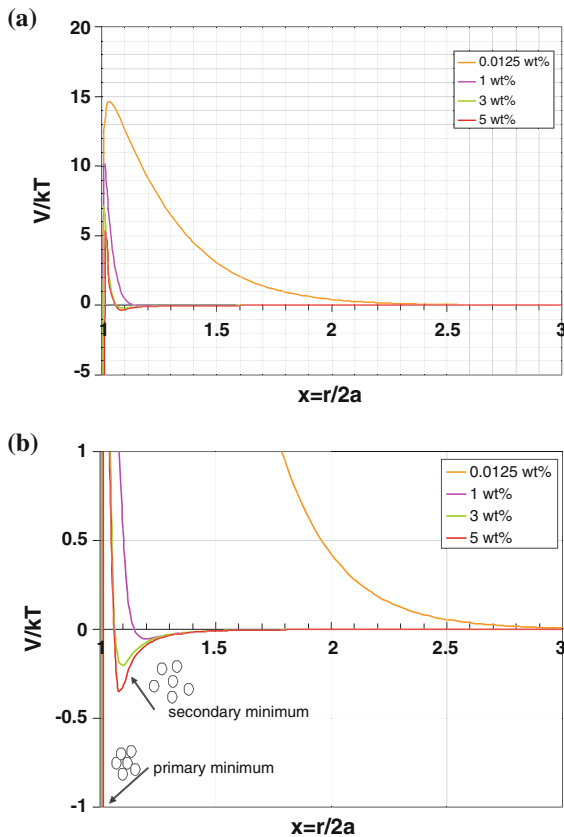 (a)
20
15
10
5
0
-5
V/kT
1
1.5
2
2.5
3
x=r/2a
0.0125 wt%
1 wt%
3 wt%
5 wt%
(b)
1
0.5
0
-0.5
-1
V/kT
1
1.5
2
2.5
3
x=r/2a
0.0125 wt%
1 wt%
3 wt%
5 wt%
secondary minimum
primary minimum